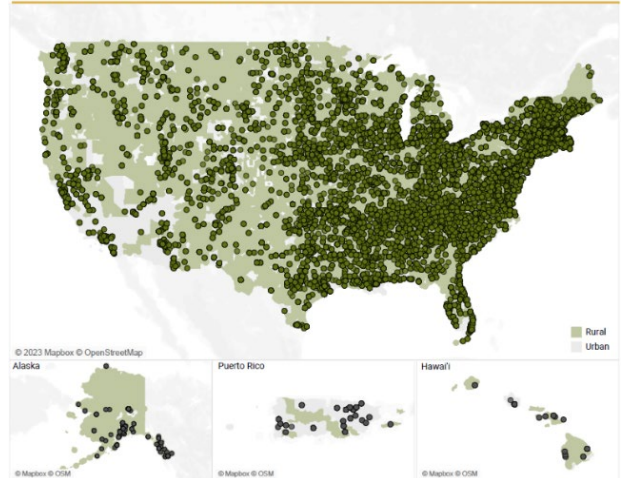 Rural
Urban
© 2023 Mapbox © OpenStreetMap
Alaska
Puerto Rico
Hawai'i
© Mapbox © OSM
© Mapbox © OSM
© Mapbox © OSM